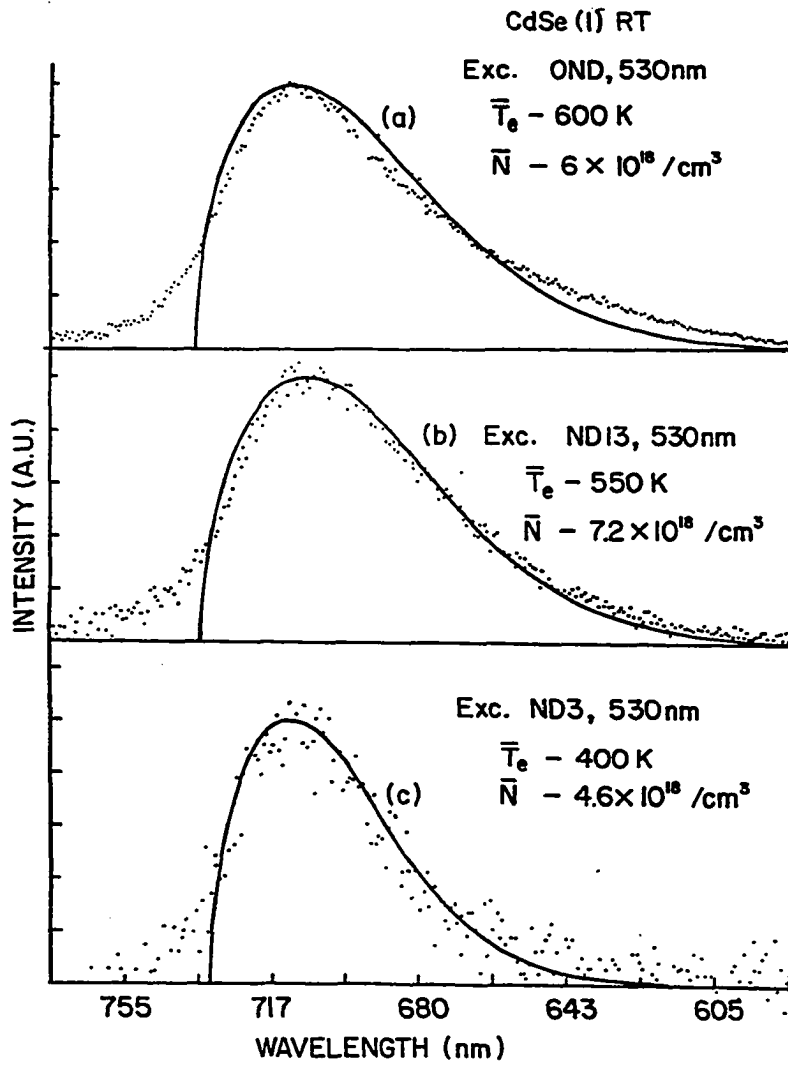 CdSe (1) RT
Exc. OND, 530nm
(a)
T̿e – 600 K
N̄ – 6 × 10¹⁸ /cm³
(b) Exc. ND13, 530nm
T̿e – 550 K
N̄ – 7.2 × 10¹⁸ /cm³
Exc. ND3, 530nm
T̿e – 400 K
(c)
N̄ – 4.6 × 10¹⁸ /cm³
INTENSITY (A.U.)
755 717 680 643 605
WAVELENGTH (nm)